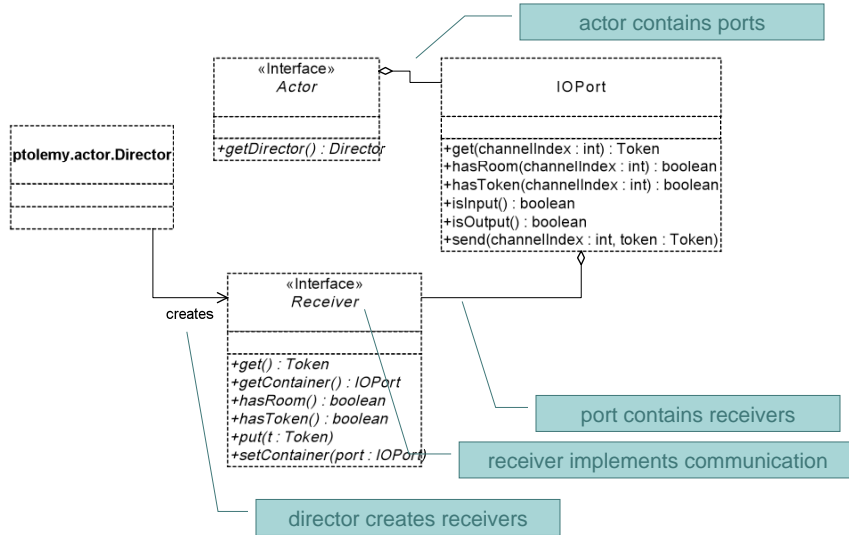 actor contains ports
«Interface»
Actor
+getDirector() : Director
IOPort
+get(channelIndex : int) : Token
+hasRoom(channelIndex : int) : boolean
+hasToken(channelIndex : int) : boolean
+isInput() : boolean
+isOutput() : boolean
+send(channelIndex : int, token : Token)
ptolemy.actor.Director
creates
«Interface»
Receiver
+get() : Token
+getContainer() : IOPort
+hasRoom() : boolean
+hasToken() : boolean
+put(t : Token)
+setContainer(port : IOPort)
port contains receivers
receiver implements communication
director creates receivers